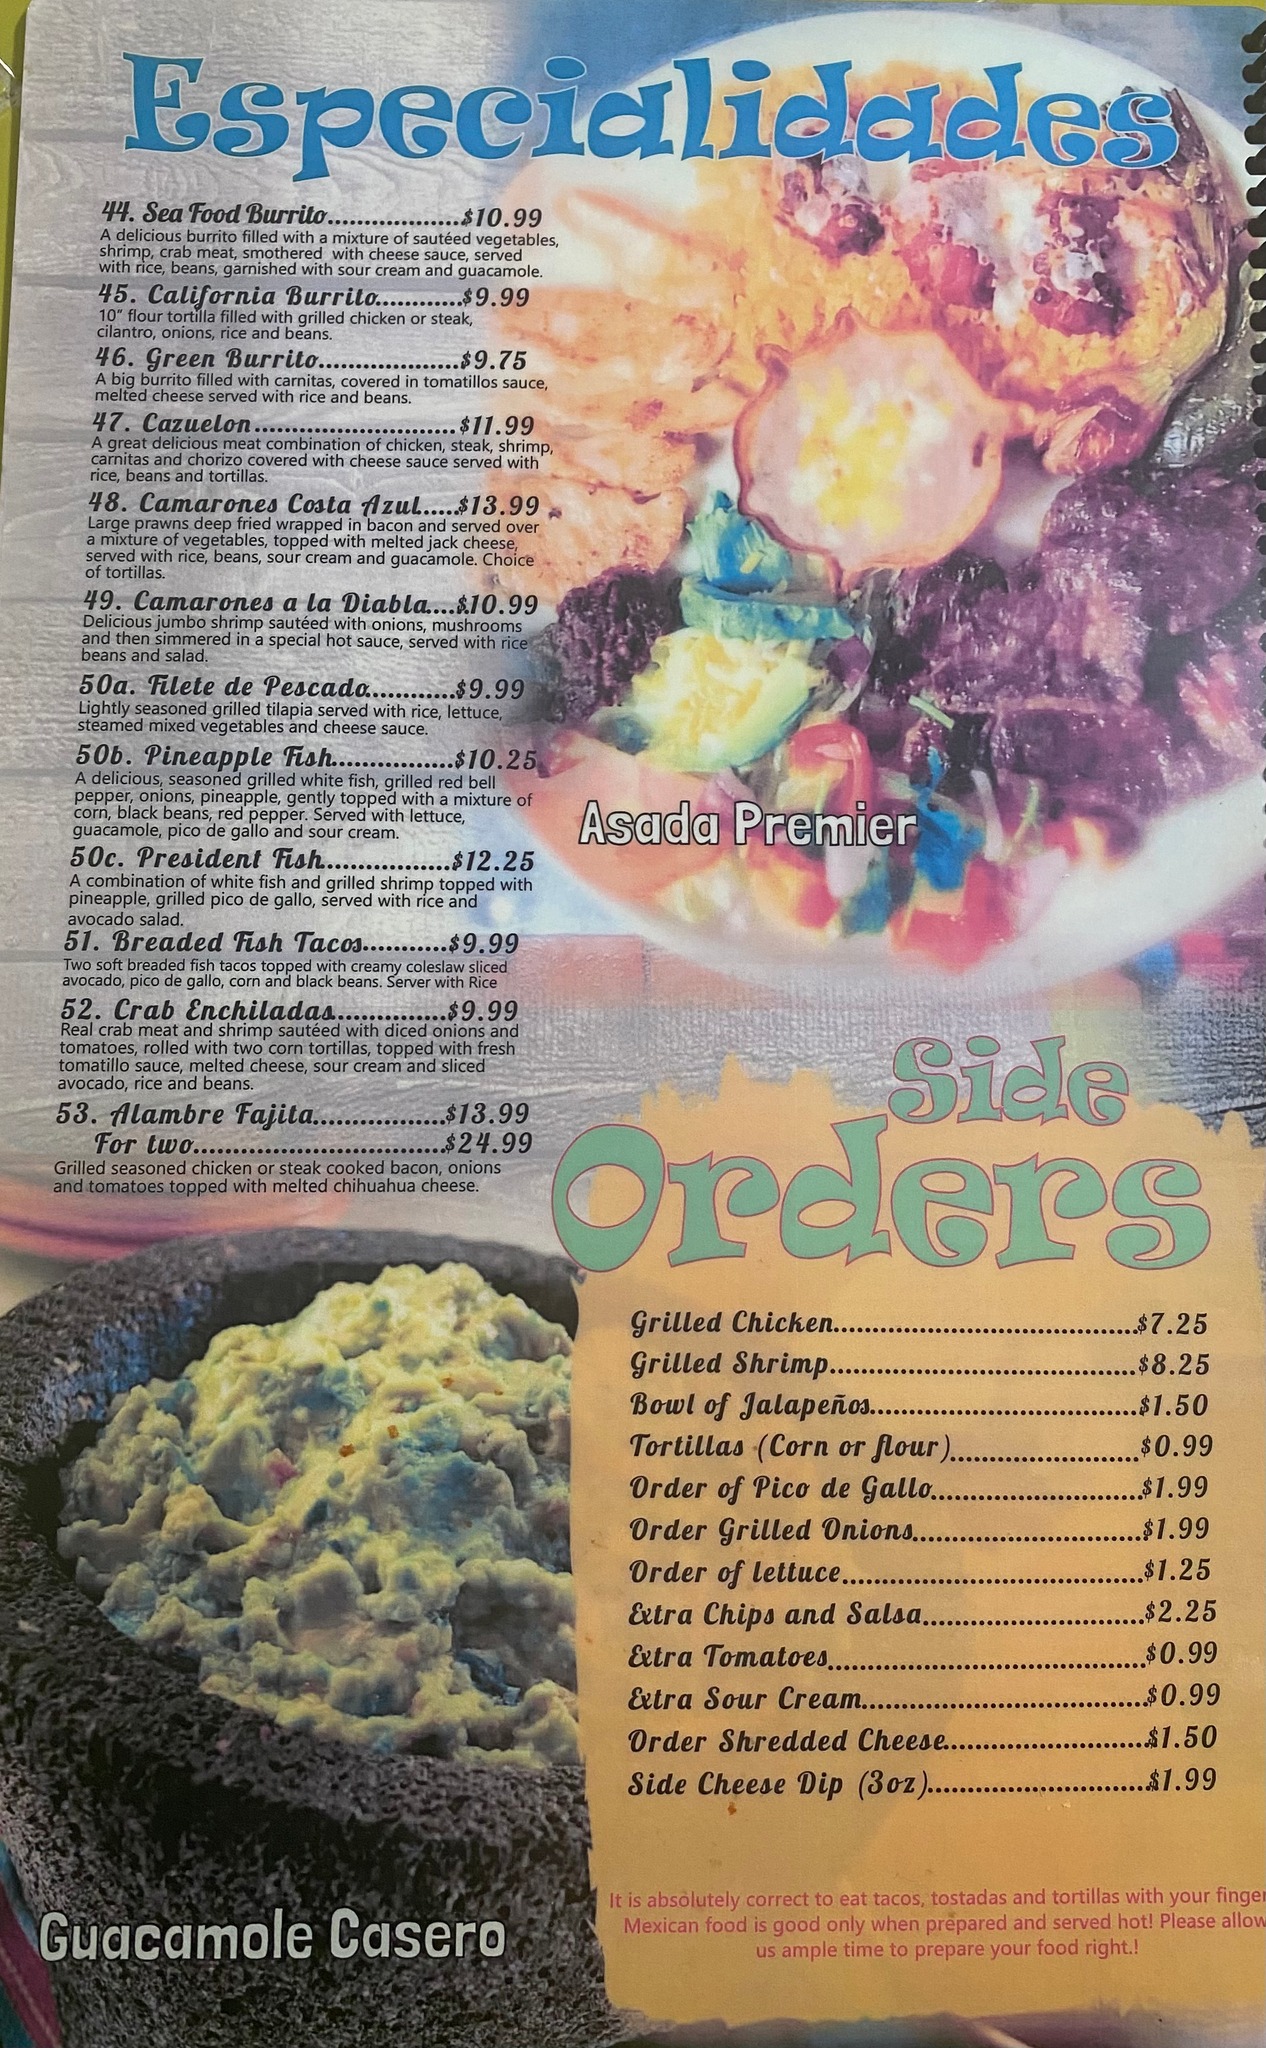 Especialidades
44. Sea Food Burrito.................$10.99
A delicious burrito filled with a mixture of sautéed vegetables,
shrimp, crab meat, smothered with cheese sauce, served
with rice, beans, garnished with sour cream and guacamole.
45. California Burrito...........$9.99
10" flour tortilla filled with grilled chicken or steak,
cilantro, onions, rice and beans.
46. Green Burrito..................$9.75
A big burrito filled with carnitas, covered in tomatillos sauce,
melted cheese served with rice and beans.
47. Cazuelon..........................$11.99
A great delicious meat combination of chicken, steak, shrimp,
carnitas and chorizo covered with cheese sauce served with
rice, beans and tortillas.
48. Camarones Costa Azul.....$13.99
Large prawns deep fried wrapped in bacon and served over
a mixture of vegetables, topped with melted jack cheese,
served with rice, beans, sour cream and guacamole. Choice
of tortillas.
49. Camarones a la Diabla....$10.99
Delicious jumbo shrimp sautéed with onions, mushrooms
and then simmered in a special hot sauce, served with rice
beans and salad.
50a. Filete de Pescado...........$9.99
Lightly seasoned grilled tilapia served with rice, lettuce,
steamed mixed vegetables and cheese sauce.
50b. Pineapple Fish................$10.25
A delicious, seasoned grilled white fish, grilled red bell
pepper, onions, pineapple, gently topped with a mixture of
corn, black beans, red pepper. Served with lettuce,
guacamole, pico de gallo and sour cream.
50c. President Fish................$12.25
A combination of white fish and grilled shrimp topped with
pineapple, grilled pico de gallo, served with rice and
avocado salad.
51. Breaded Fish Tacos...........$9.99
Two soft breaded fish tacos topped with creamy coleslaw sliced
avocado, pico de gallo, corn and black beans. Server with Rice
52. Crab Enchiladas..............$9.99
Real crab meat and shrimp sautéed with diced onions and
tomatoes, rolled with two corn tortillas, topped with fresh
tomatillo sauce, melted cheese, sour cream and sliced
avocado, rice and beans.
53. Alambre Fajita.................$13.99
For two................................$24.99
Grilled seasoned chicken or steak cooked bacon, onions
and tomatoes topped with melted chihuahua cheese.
Asada Premier
Side
Orders
Grilled Chicken.......................................$7.25
Grilled Shrimp.......................................$8.25
Bowl of Jalapeños..................................$1.50
Tortillas (Corn or flour)........................$0.99
Order of Pico de Gallo...........................$1.99
Order Grilled Onions.............................$1.99
Order of lettuce......................................$1.25
Extra Chips and Salsa............................$2.25
Extra Tomatoes........................................$0.99
Extra Sour Cream....................................$0.99
Order Shredded Cheese..........................$1.50
Side Cheese Dip (3oz)............................$1.99
It is absolutely correct to eat tacos, tostadas and tortillas with your finger
Mexican food is good only when prepared and served hot! Please allow
us ample time to prepare your food right.!
Guacamole Casero